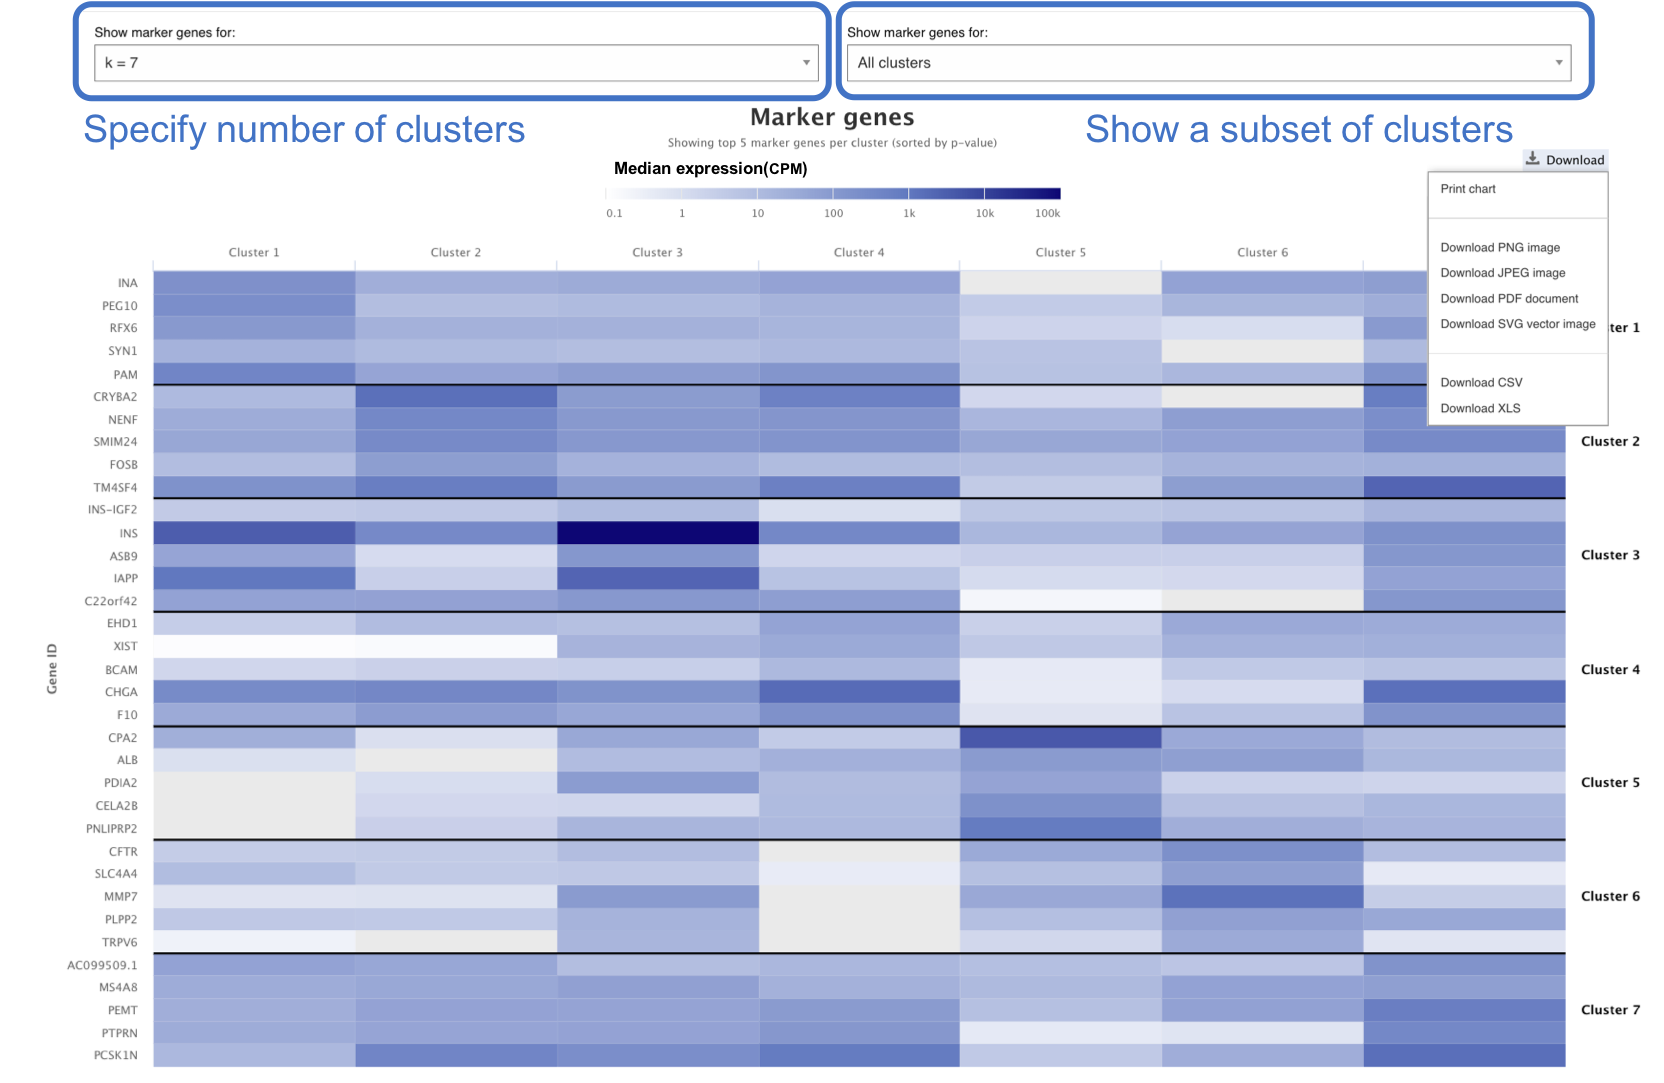 Show marker genes for:
k = 7
Show marker genes for:
All clusters
Specify number of clusters
Marker genes
Show a subset of clusters
Showing top 5 marker genes per cluster (sorted by p-value)
Download
Median expression(CPM)
0.1 1 10 100 1k 10k 100k
Print chart
Download PNG image
Download JPEG image
Download PDF document
Download SVG vector image
Download CSV
Download XLS
Cluster 1 Cluster 2 Cluster 3 Cluster 4 Cluster 5 Cluster 6
Gene ID
INA
PEG10
RFX6
ter 1
SYN1
PAM
CRYBA2
NENF
SMIM24
Cluster 2
FOSB
TM4SF4
INS-IGF2
INS
ASB9
Cluster 3
IAPP
C22orf42
EHD1
XIST
BCAM
Cluster 4
CHGA
F10
CPA2
ALB
PDIA2
Cluster 5
CELA2B
PNLIPRP2
CFTR
SLC4A4
MMP7
Cluster 6
PLPP2
TRPV6
AC099509.1
MS4A8
PEMT
Cluster 7
PTPRN
PCSK1N